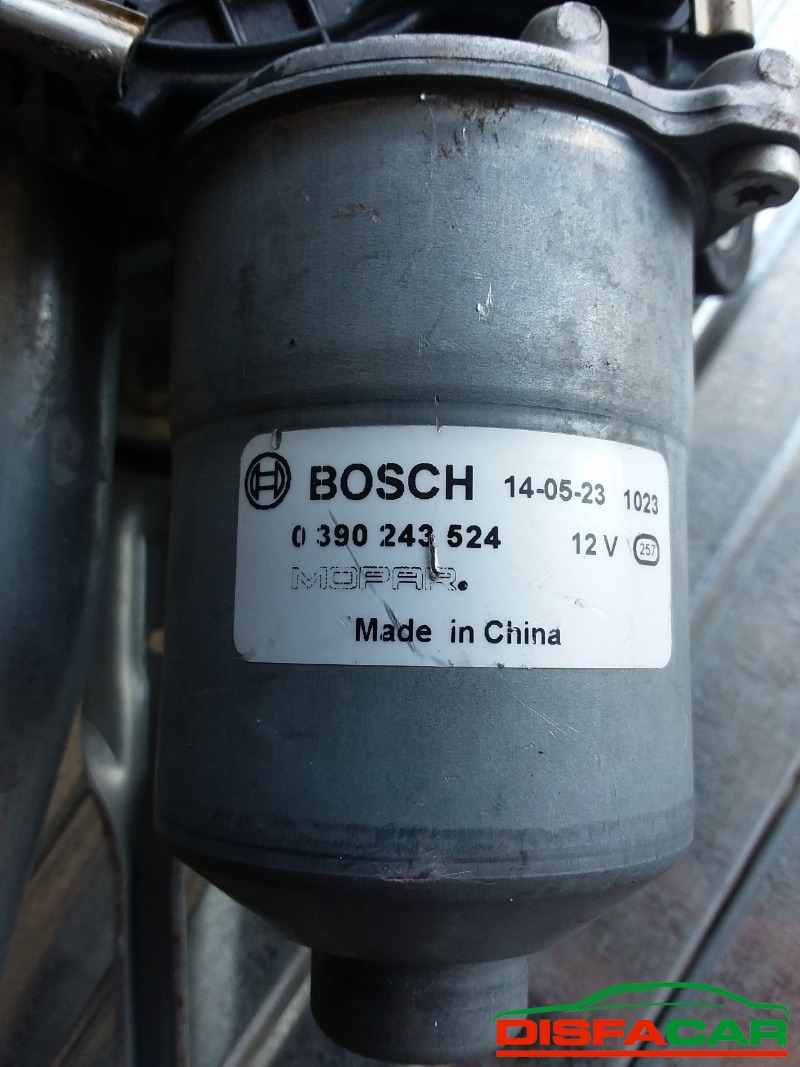 BOSCH 14-05-23 1023
0 390 243 524 12 V 257
MOPAR.
Made in China
DISFACAR